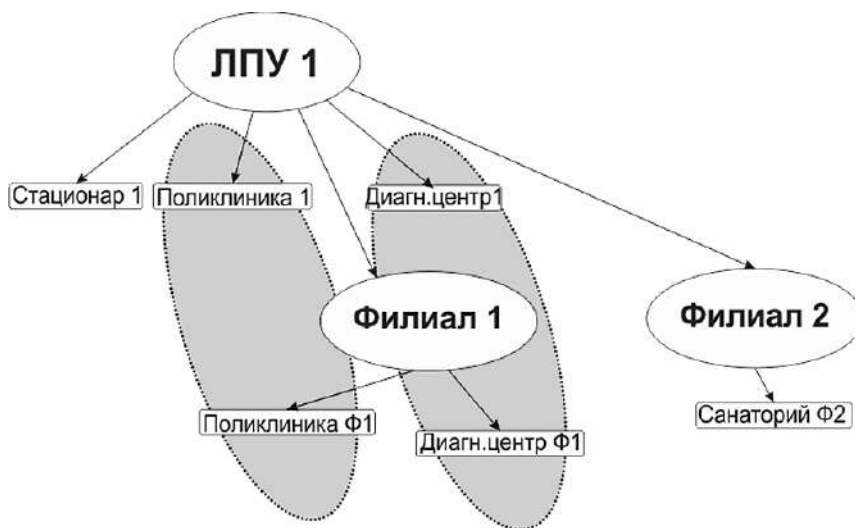 ЛПУ 1
Стационар 1
Поликлиника 1
Диагн.центр1
Филиал 1
Филиал 2
Поликлиника Ф1
Диагн.центр Ф1
Санаторий Ф2